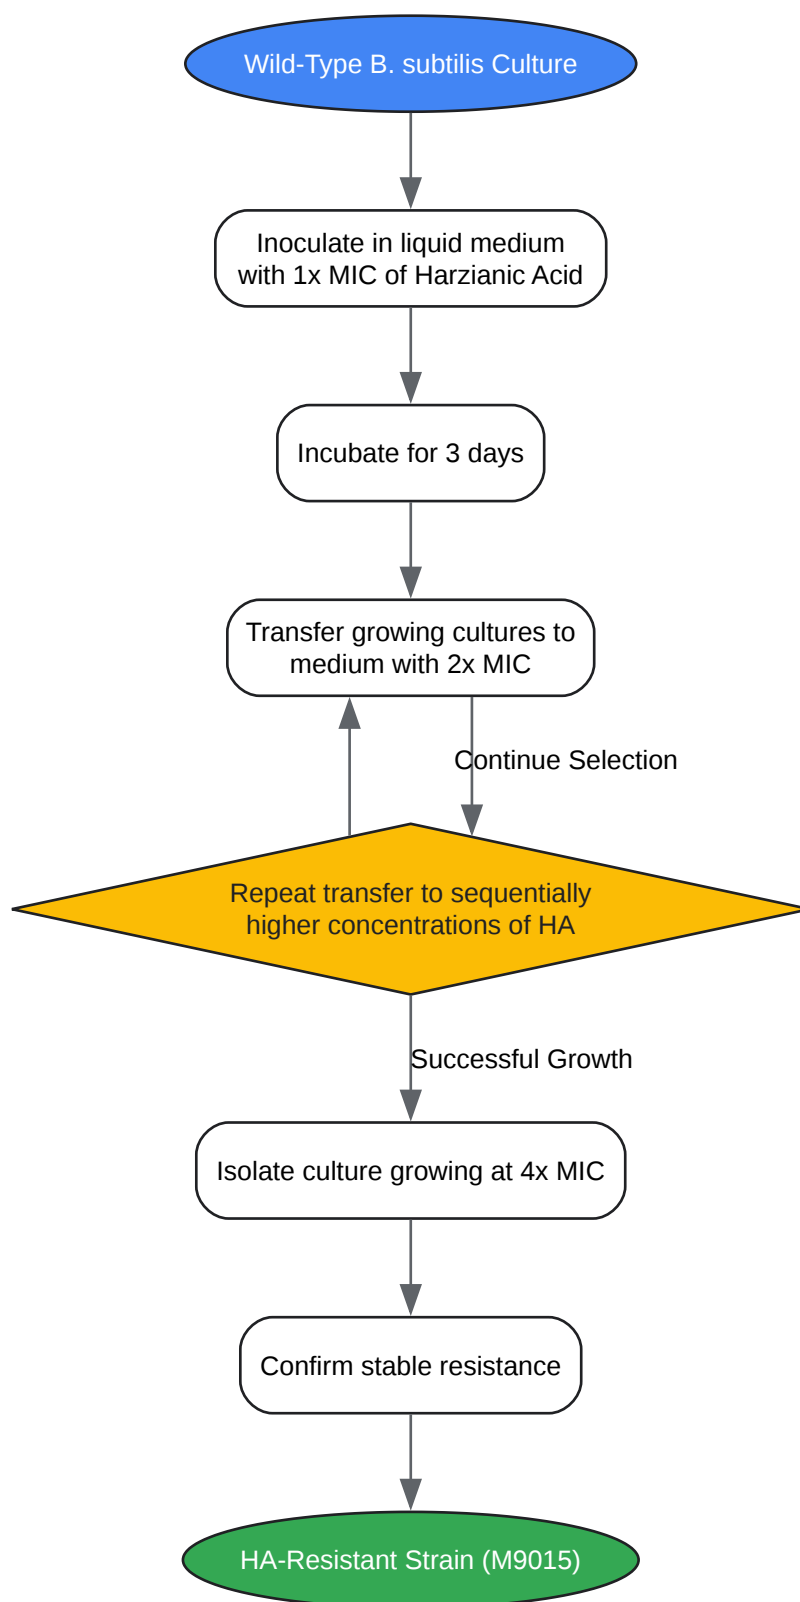 Wild-Type B. subtilis Culture
Inoculate in liquid medium
with 1x MIC of Harzianic Acid
Incubate for 3 days
Transfer growing cultures to
medium with 2x MIC
Continue Selection
Repeat transfer to sequentially
higher concentrations of HA
Successful Growth
Isolate culture growing at 4x MIC
Confirm stable resistance
HA-Resistant Strain (M9015)